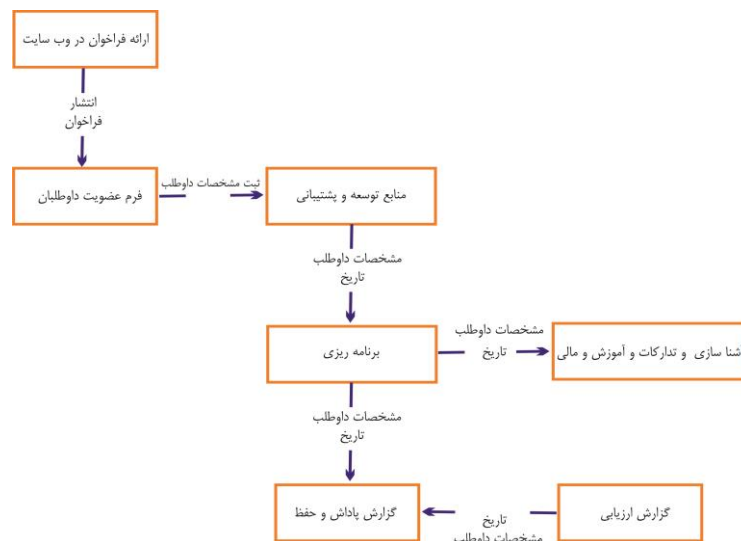 ارائه فراخوان در وب سایت
انتشار
فراخوان
فرم عضویت داوطلبان
ثبت مشخصات داوطلب
منابع توسعه و پشتیبانی
مشخصات داوطلب
تاریخ
برنامه ریزی
مشخصات داوطلب
تاریخ
شنا سازی و تدارکات و آموزش و مالی
مشخصات داوطلب
تاریخ
گزارش پاداش و حفظ
تاریخ
مشخصات داوطلب
گزارش ارزیابی